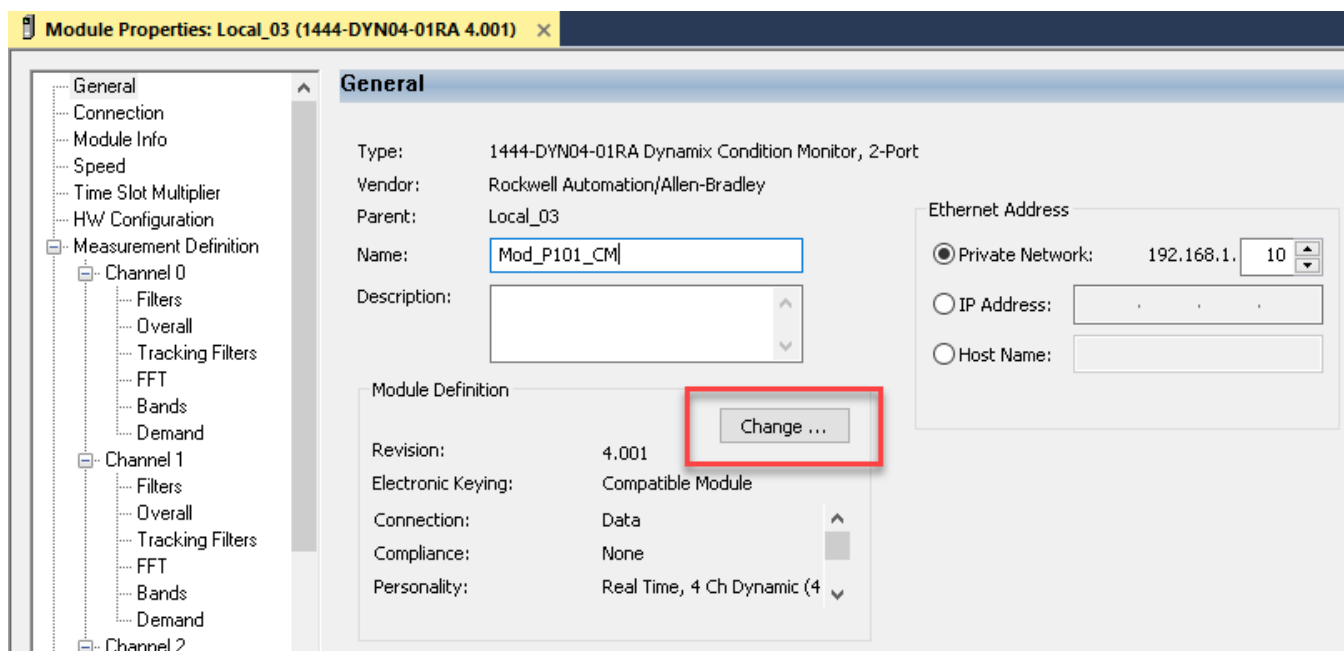 Module Properties: Local_03 (1444-DYN04-01RA 4.001) ×
General
Connection
Module Info
Speed
Time Slot Multiplier
HW Configuration
Measurement Definition
Channel 0
Filters
Overall
Tracking Filters
FFT
Bands
Demand
Channel 1
Filters
Overall
Tracking Filters
FFT
Bands
Demand
Channel 2
General
Type: 1444-DYN04-01RA Dynamix Condition Monitor, 2-Port
Vendor: Rockwell Automation/Allen-Bradley
Parent: Local_03
Name: Mod_P101_CM
Description:
Module Definition
Change ...
Revision: 4.001
Electronic Keying: Compatible Module
Connection: Data
Compliance: None
Personality: Real Time, 4 Ch Dynamic (4
Ethernet Address
Private Network: 192.168.1. 10
IP Address: . . .
Host Name: